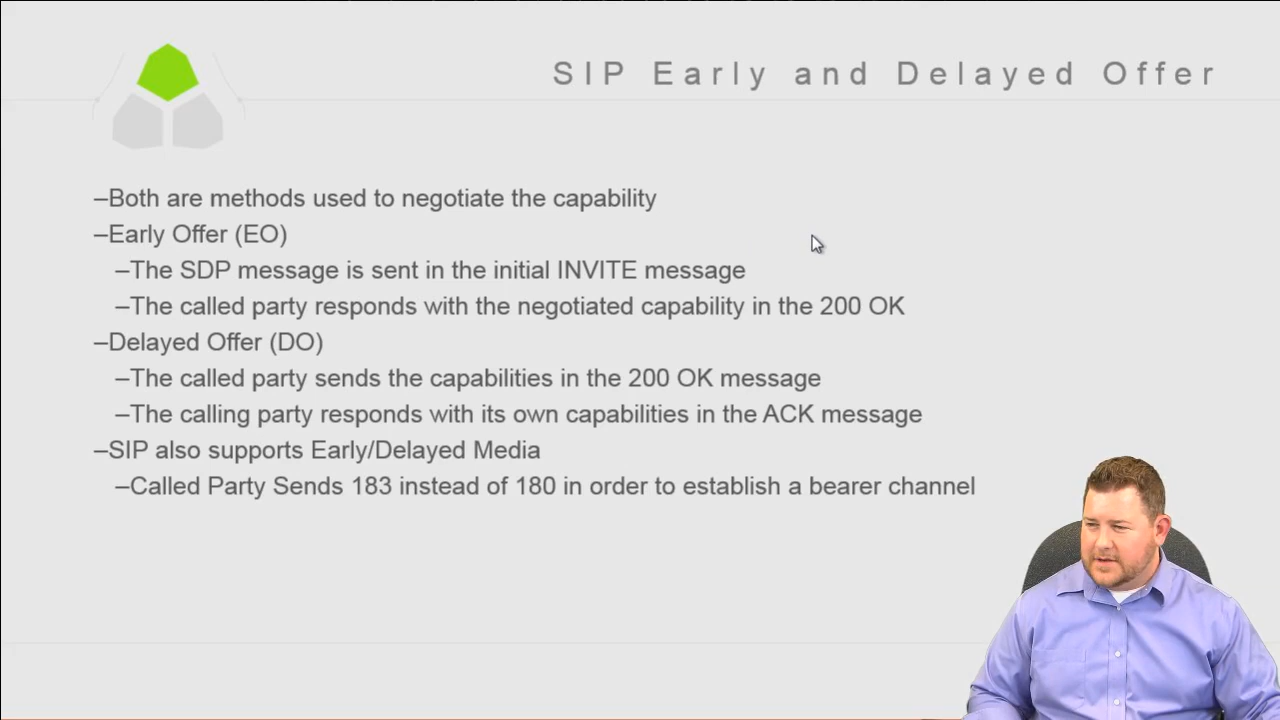 SIP Early and Delayed Offer
–Both are methods used to negotiate the capability
–Early Offer (EO)
–The SDP message is sent in the initial INVITE message
–The called party responds with the negotiated capability in the 200 OK
–Delayed Offer (DO)
–The called party sends the capabilities in the 200 OK message
–The calling party responds with its own capabilities in the ACK message
–SIP also supports Early/Delayed Media
–Called Party Sends 183 instead of 180 in order to establish a bearer channel